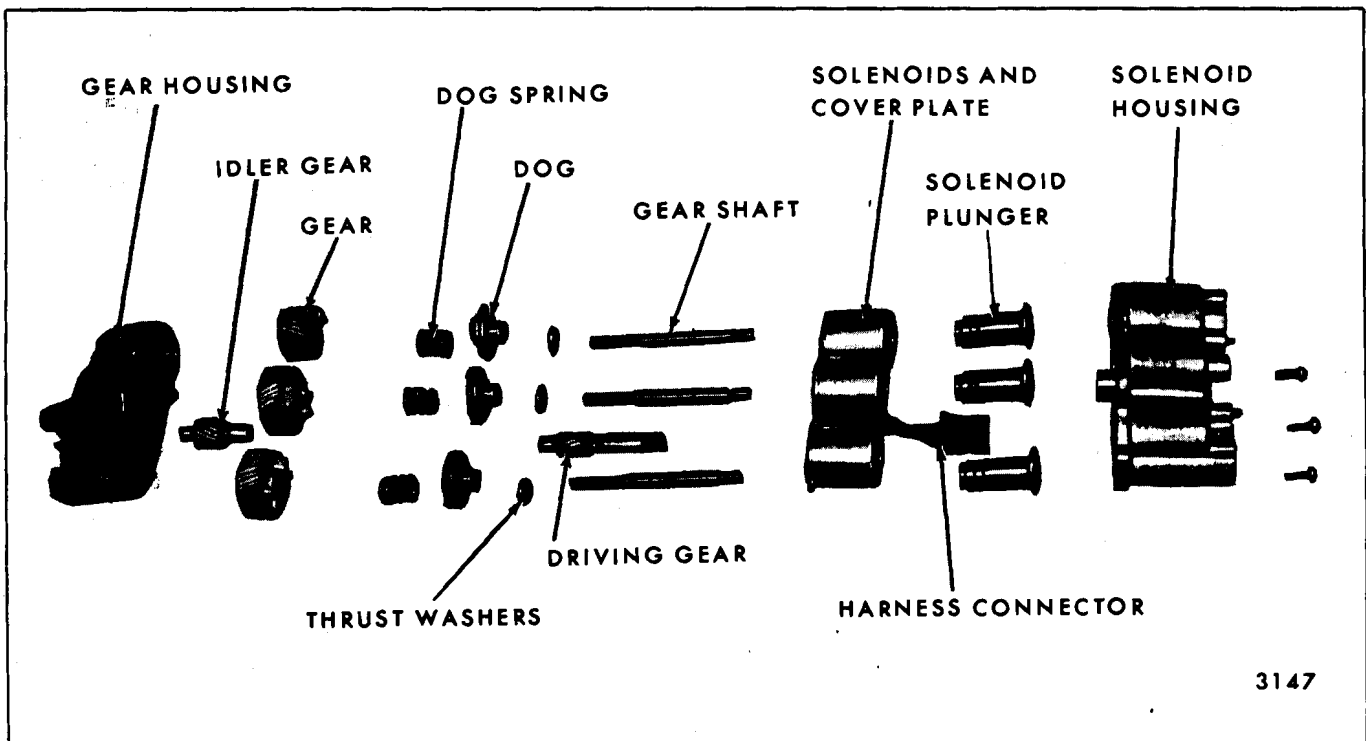 GEAR HOUSING
IDLER GEAR
GEAR
DOG SPRING
DOG
GEAR SHAFT
SOLENOIDS AND
COVER PLATE
SOLENOID
PLUNGER
SOLENOID
HOUSING
THRUST WASHERS
DRIVING GEAR
HARNESS CONNECTOR
3147